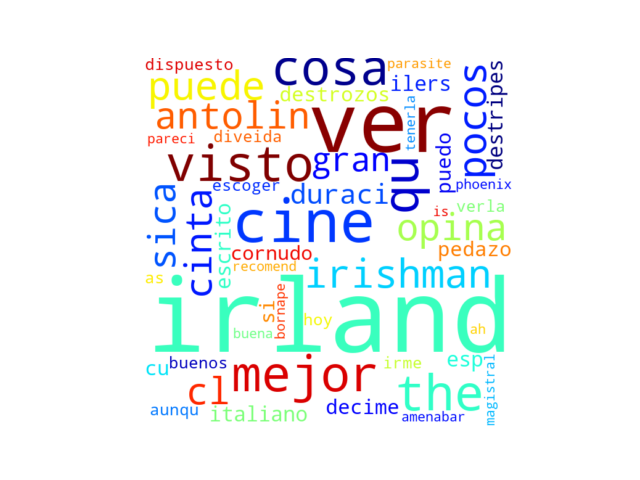 dispuesto
cosa
parasite
puede
destrozos
ilers
pocos
destripes
antolin
ver
tenerla
pareci
diveida
visto
gran
qu
puedo
phoenix
sica
cinta
escoger
duraci
is
verla
escrito
cine
opina
cornudo
pedazo
recomend
irishman
as
irland
si
bornape
hoy
buena
ah
cu
buenos
mejor
irme
esp
magistral
cl
the
aunqu
italiano
decime
amenabar